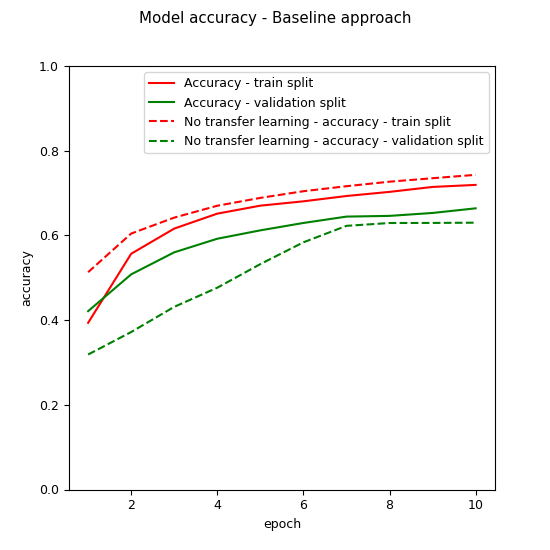 Model accuracy - Baseline approach
1.0
Accuracy - train split
Accuracy - validation split
No transfer learning - accuracy - train split
No transfer learning - accuracy - validation split
0.8
0.6
accuracy
0.4
0.2
0.0
2 4 6 8 10
epoch